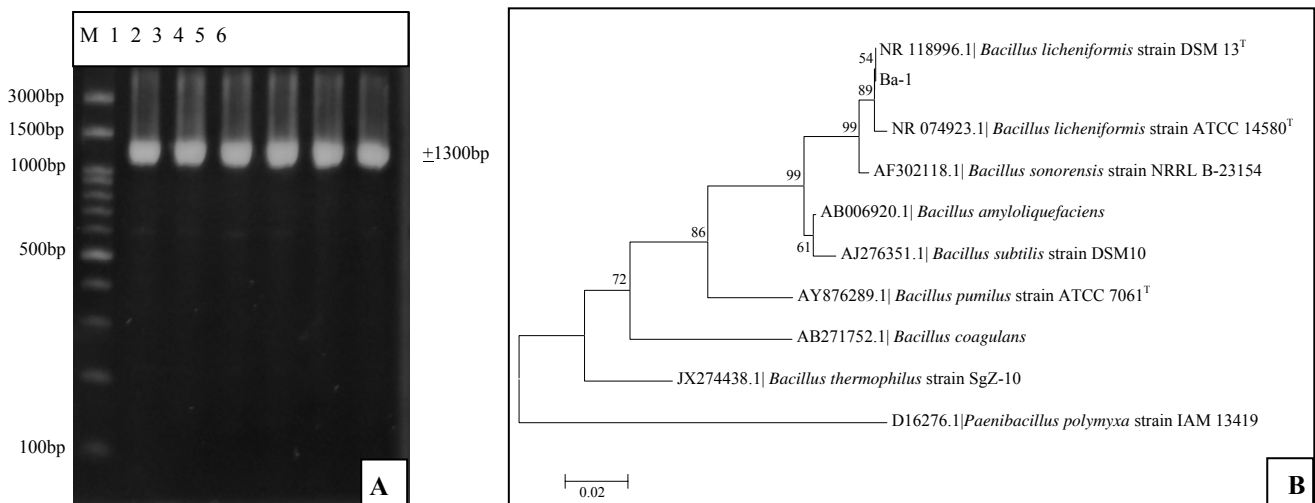 M 1 2 3 4 5 6
3000bp
1500bp
1000bp
500bp
100bp
±1300bp
A
NR 118996.1| Bacillus licheniformis strain DSM 13ᵀ
54
Ba-1
89
NR 074923.1| Bacillus licheniformis strain ATCC 14580ᵀ
99
AF302118.1| Bacillus sonorensis strain NRRL B-23154
99
AB006920.1| Bacillus amyloliquefaciens
86
61
AJ276351.1| Bacillus subtilis strain DSM10
72
AY876289.1| Bacillus pumilus strain ATCC 7061ᵀ
AB271752.1| Bacillus coagulans
JX274438.1| Bacillus thermophilus strain SgZ-10
D16276.1|Paenibacillus polymyxa strain IAM 13419
0.02
B